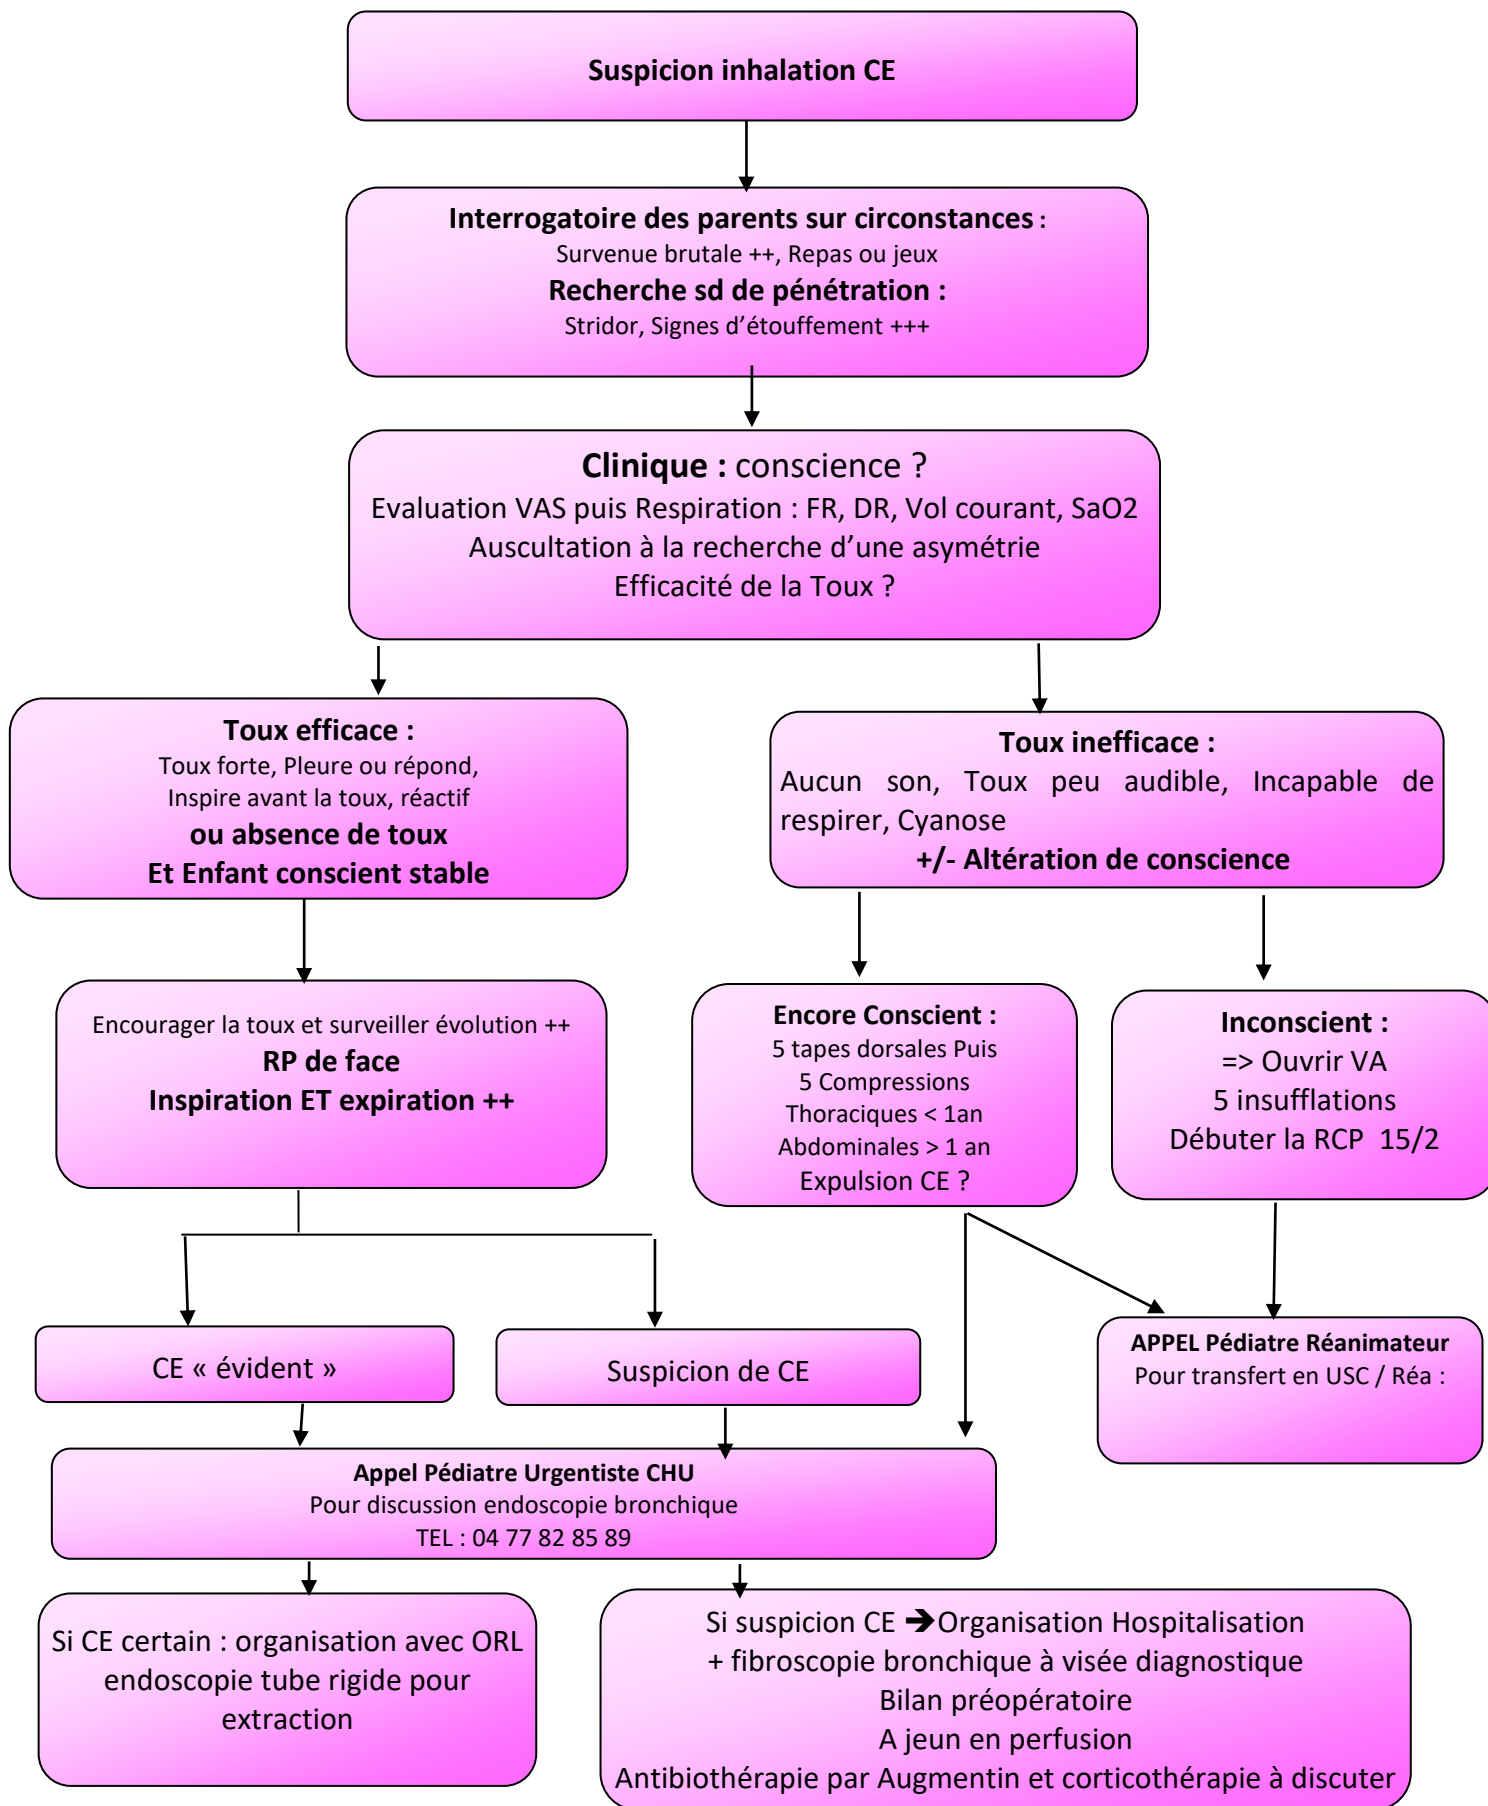 Suspicion inhalation CE
Interrogatoire des parents sur circonstances :
Survenue brutale ++, Repas ou jeux
Recherche sd de pénétration :
Stridor, Signes d’étouffement +++
Clinique : conscience ?
Evaluation VAS puis Respiration : FR, DR, Vol courant, SaO2
Auscultation à la recherche d’une asymétrie
Efficacité de la Toux ?
Toux efficace :
Toux forte, Pleure ou répond,
Inspire avant la toux, réactif
ou absence de toux
Et Enfant conscient stable
Toux inefficace :
Aucun son, Toux peu audible, Incapable de
respirer, Cyanose
+/- Altération de conscience
Encourager la toux et surveiller évolution ++
RP de face
Inspiration ET expiration ++
Encore Conscient :
5 tapes dorsales Puis
5 Compressions
Thoraciques < 1an
Abdominales > 1 an
Expulsion CE ?
Inconscient :
=> Ouvrir VA
5 insufflations
Débuter la RCP 15/2
CE « évident »
Suspicion de CE
APPEL Pédiatre Réanimateur
Pour transfert en USC / Réa :
Appel Pédiatre Urgentiste CHU
Pour discussion endoscopie bronchique
TEL : 04 77 82 85 89
Si CE certain : organisation avec ORL
endoscopie tube rigide pour
extraction
Si suspicion CE ➔Organisation Hospitalisation
+ fibroscopie bronchique à visée diagnostique
Bilan préopératoire
A jeun en perfusion
Antibiothérapie par Augmentin et corticothérapie à discuter